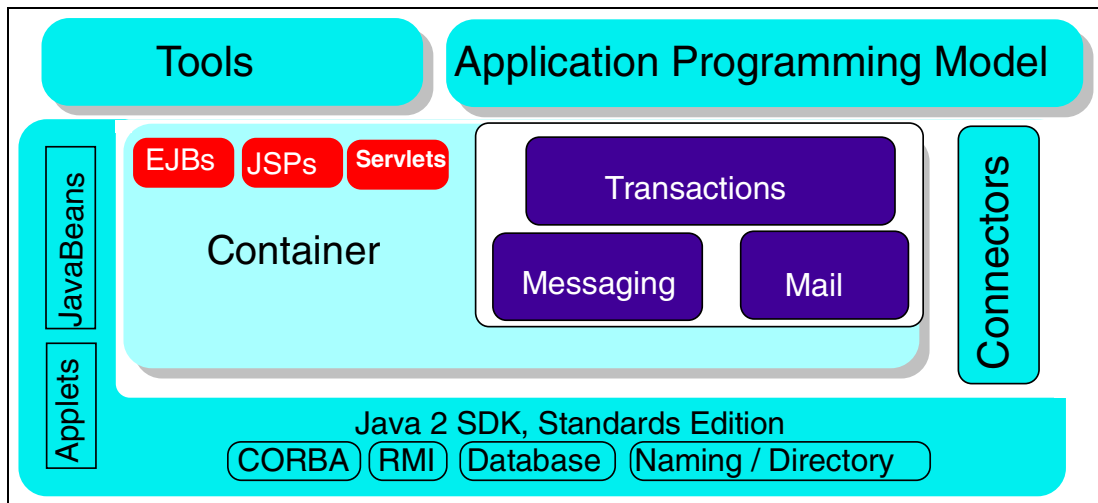 Tools
Application Programming Model
EJBs
JSPs
Servlets
Container
Transactions
Messaging
Mail
JavaBeans
Applets
Connectors
Java 2 SDK, Standards Edition
CORBA
RMI
Database
Naming / Directory